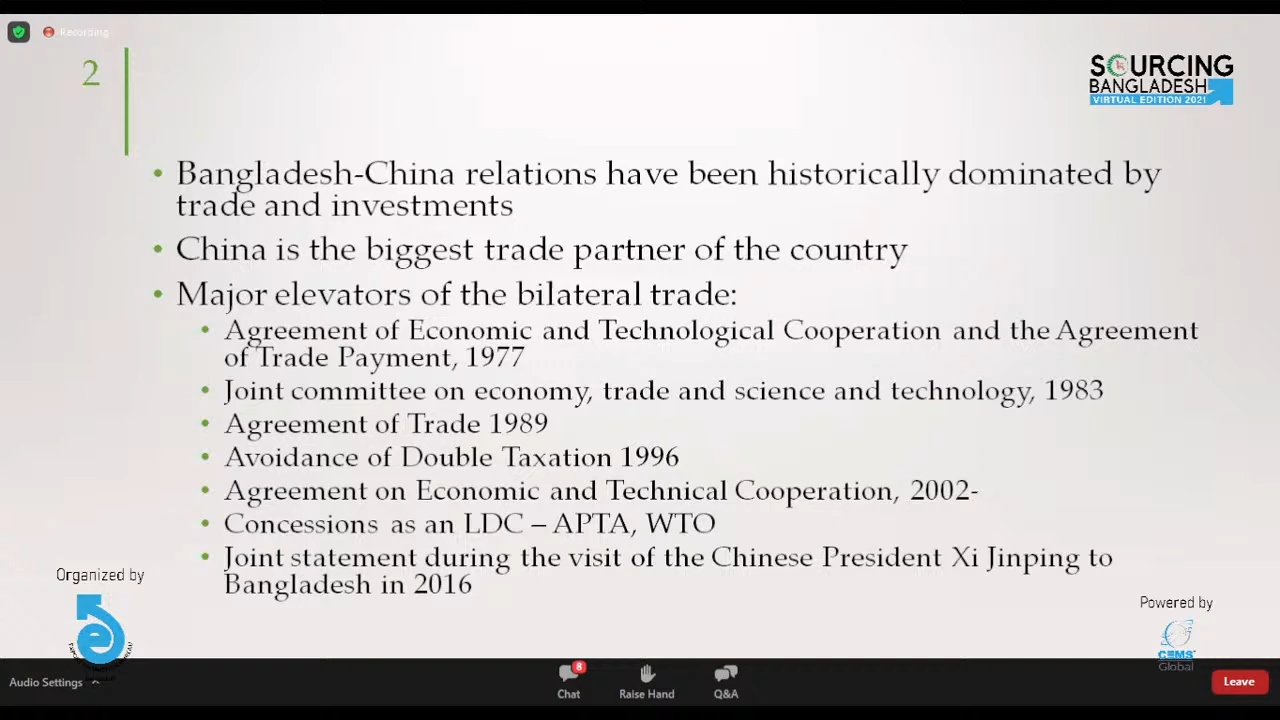 Recording
2
SOURCING
BANGLADESH
VIRTUAL EDITION 2021
• Bangladesh-China relations have been historically dominated by
trade and investments
• China is the biggest trade partner of the country
• Major elevators of the bilateral trade:
• Agreement of Economic and Technological Cooperation and the Agreement
of Trade Payment, 1977
• Joint committee on economy, trade and science and technology, 1983
• Agreement of Trade 1989
• Avoidance of Double Taxation 1996
• Agreement on Economic and Technical Cooperation, 2002-
• Concessions as an LDC – APTA, WTO
• Joint statement during the visit of the Chinese President Xi Jinping to
Bangladesh in 2016
Organized by
Powered by
CEMS
Global
Audio Settings
8
Chat
Raise Hand
Q&A
Leave